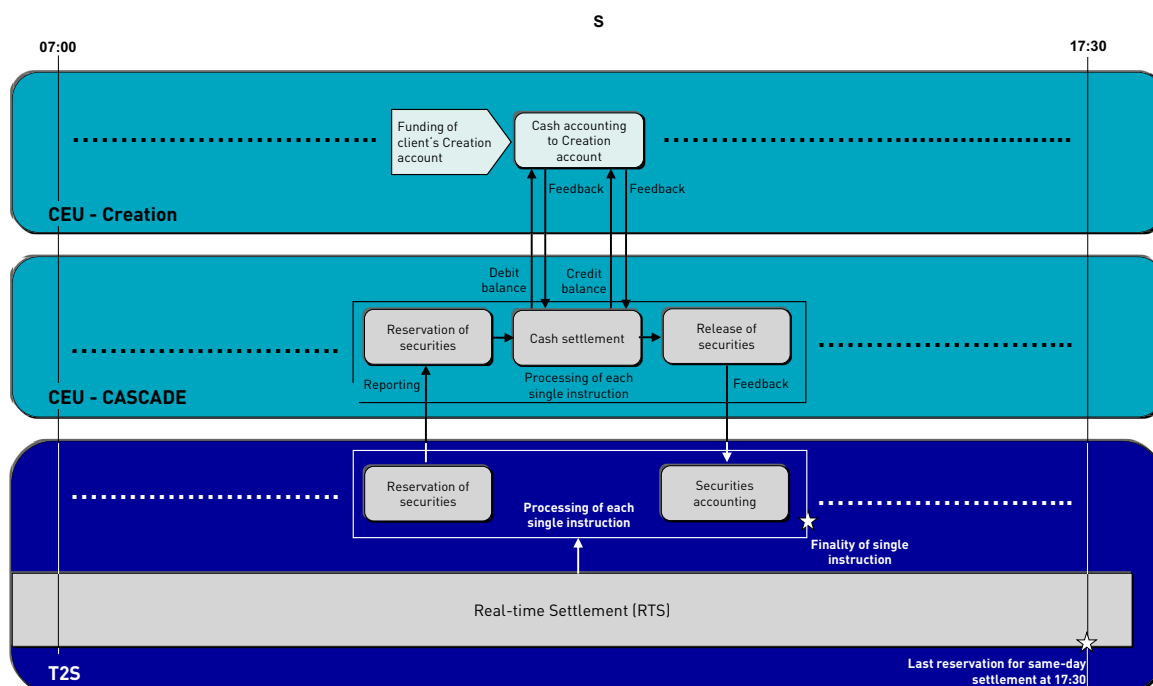 S
07:00
17:30
Funding of
client's Creation
account
Cash accounting
to Creation
account
Feedback
Feedback
CEU - Creation
Debit
balance
Credit
balance
Reservation of
securities
Cash settlement
Release of
securities
Reporting
Processing of each
single instruction
Feedback
CEU - CASCADE
Reservation of
securities
Securities
accounting
Processing of each
single instruction
Finality of single
instruction
Real-time Settlement (RTS)
T2S
Last reservation for same-day
settlement at 17:30